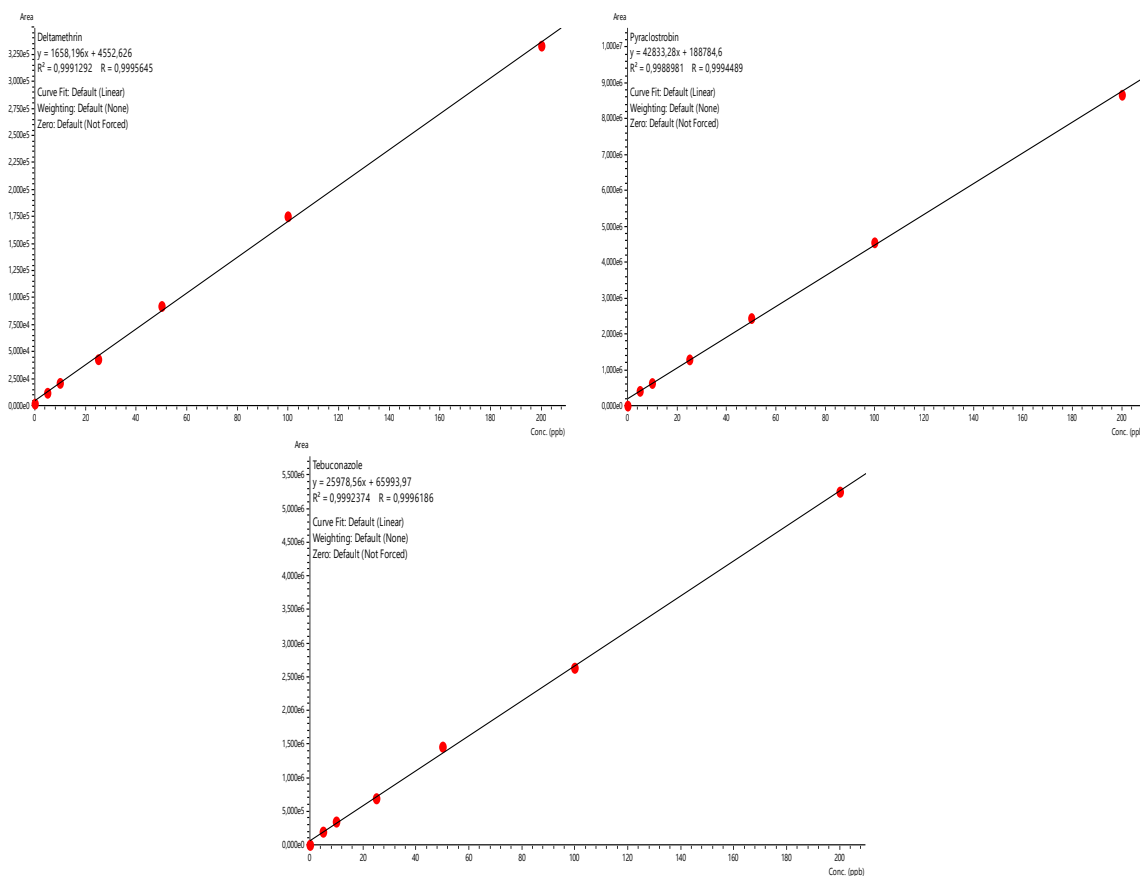 Area
Deltamethrin
y = 1658,196x + 4552,626
R² = 0,9991292 R = 0,9995645
Curve Fit: Default (Linear)
Weighting: Default (None)
Zero: Default (Not Forced)
3,250e5
3,000e5
2,750e5
2,500e5
2,250e5
2,000e5
1,750e5
1,500e5
1,250e5
1,000e5
7,500e4
5,000e4
2,500e4
0,000e0
0 20 40 60 80 100 120 140 160 180 200
Conc. (ppb)
Area
Pyraclostrobin
y = 42833,28x + 188784,6
R² = 0,9988981 R = 0,9994489
Curve Fit: Default (Linear)
Weighting: Default (None)
Zero: Default (Not Forced)
1,000e7
9,000e6
8,000e6
7,000e6
6,000e6
5,000e6
4,000e6
3,000e6
2,000e6
1,000e6
0,000e0
0 20 40 60 80 100 120 140 160 180 200
Conc. (ppb
Area
Tebuconazole
y = 25978,56x + 65993,97
R² = 0,9992374 R = 0,9996186
Curve Fit: Default (Linear)
Weighting: Default (None)
Zero: Default (Not Forced)
5,500e6
5,000e6
4,500e6
4,000e6
3,500e6
3,000e6
2,500e6
2,000e6
1,500e6
1,000e6
5,000e5
0,000e0
0 20 40 60 80 100 120 140 160 180 200
Conc. (ppb)